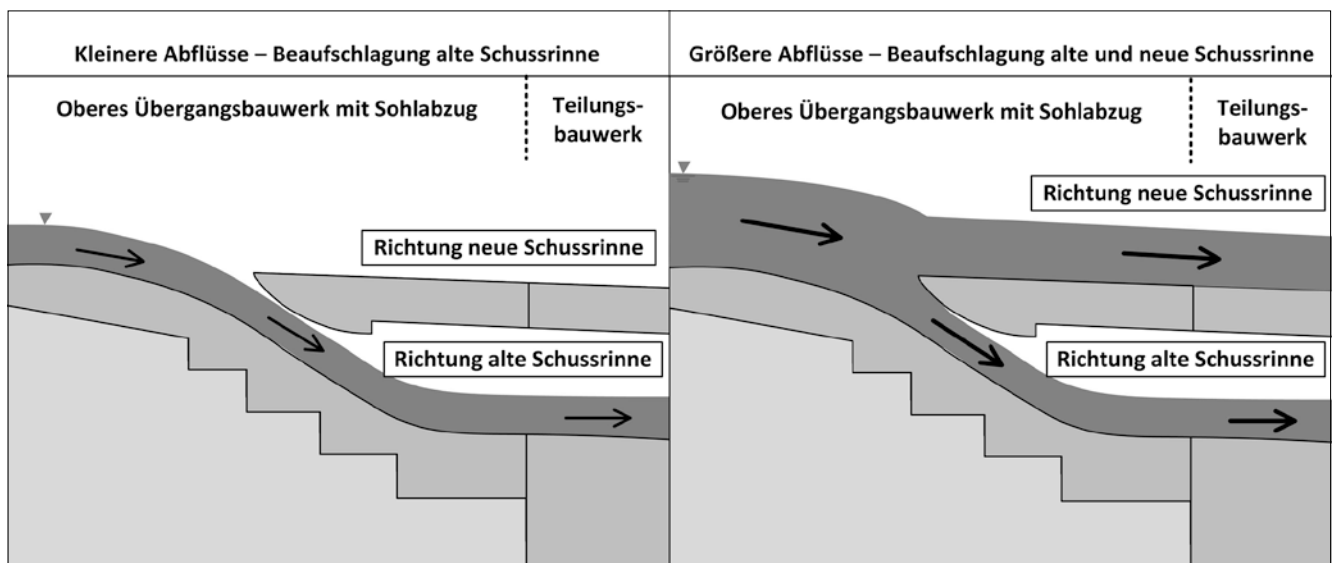 Kleinere Abflüsse – Beaufschlagung alte Schussrinne
Oberes Übergangsbauwerk mit Sohlabzug
Teilungs-
bauwerk
Richtung neue Schussrinne
Richtung alte Schussrinne
Größere Abflüsse – Beaufschlagung alte und neue Schussrinne
Oberes Übergangsbauwerk mit Sohlabzug
Teilungs-
bauwerk
Richtung neue Schussrinne
Richtung alte Schussrinne